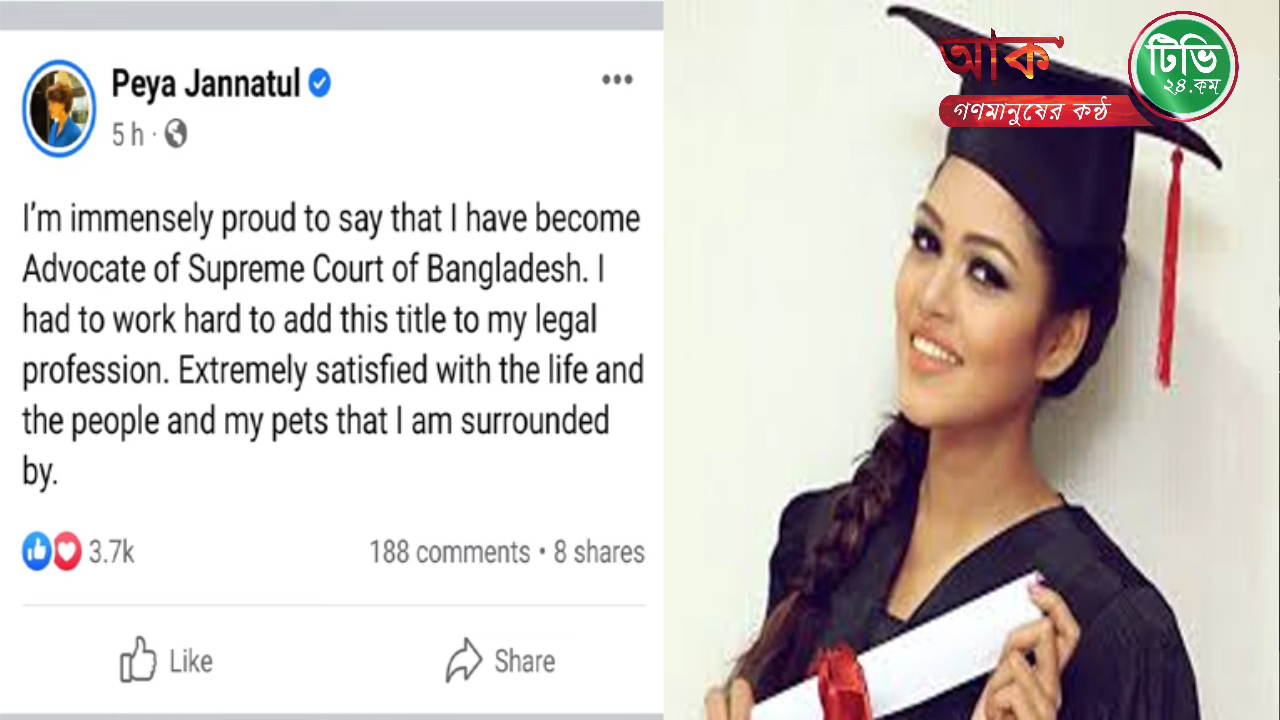 Peya Jannatul
5 h ·
I'm immensely proud to say that I have become
Advocate of Supreme Court of Bangladesh. I
had to work hard to add this title to my legal
profession. Extremely satisfied with the life and
the people and my pets that I am surrounded
by.
3.7k
188 comments • 8 shares
Like
Share
আক'
টিভি
২৪.কম
গণমানুষের কন্ঠ